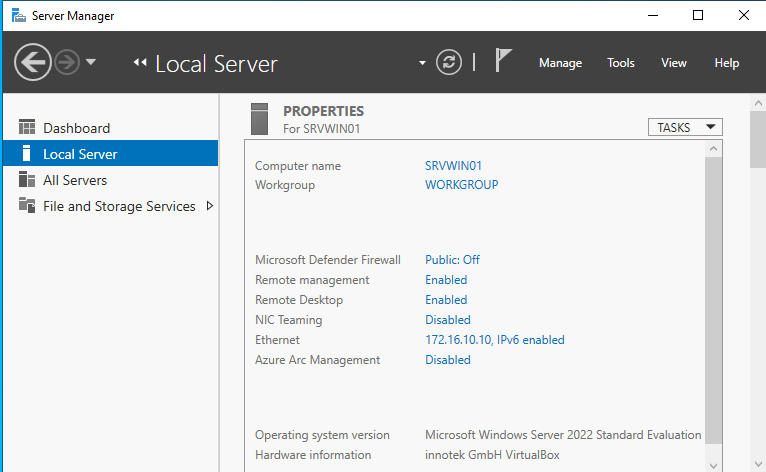 Server Manager
Local Server
Manage Tools View Help
Dashboard
Local Server
All Servers
File and Storage Services
PROPERTIES
For SRVWIN01
TASKS
Computer name SRVWIN01
Workgroup WORKGROUP
Microsoft Defender Firewall Public: Off
Remote management Enabled
Remote Desktop Enabled
NIC Teaming Disabled
Ethernet 172.16.10.10, IPv6 enabled
Azure Arc Management Disabled
Operating system version Microsoft Windows Server 2022 Standard Evaluation
Hardware information innotek GmbH VirtualBox